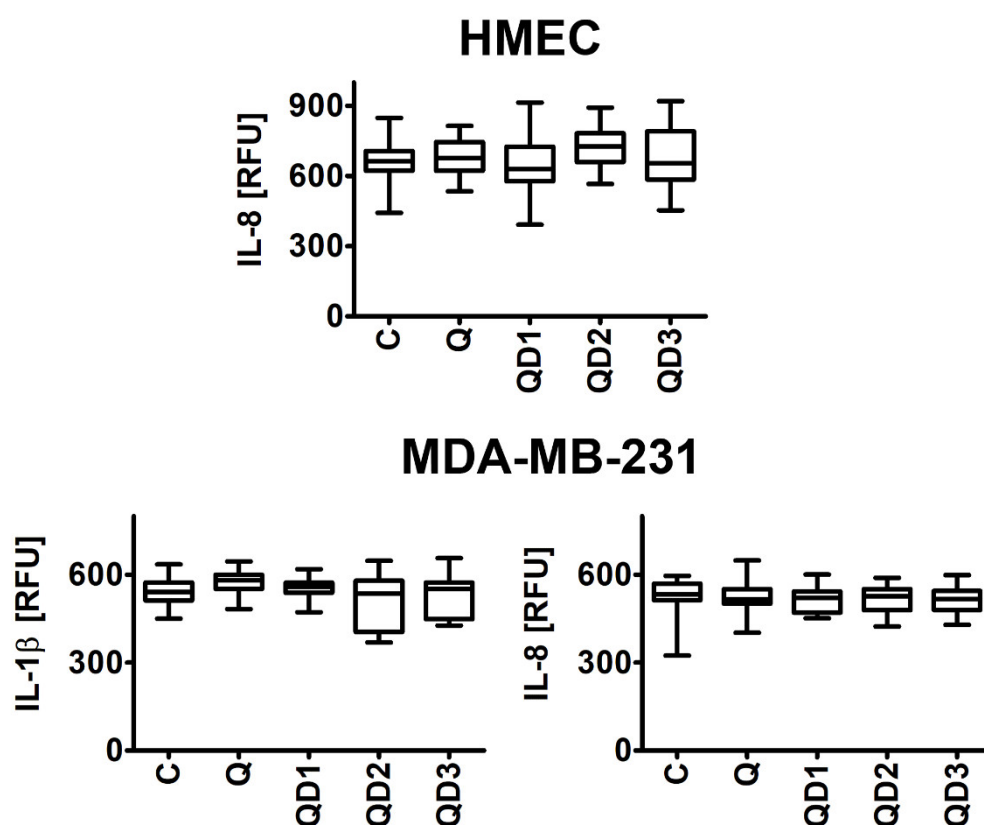 HMEC
IL-8 [RFU]
900
600
300
0
C
Q
QD1
QD2
QD3
MDA-MB-231
IL-1β [RFU]
600
300
0
C
Q
QD1
QD2
QD3
IL-8 [RFU]
600
300
0
C
Q
QD1
QD2
QD3